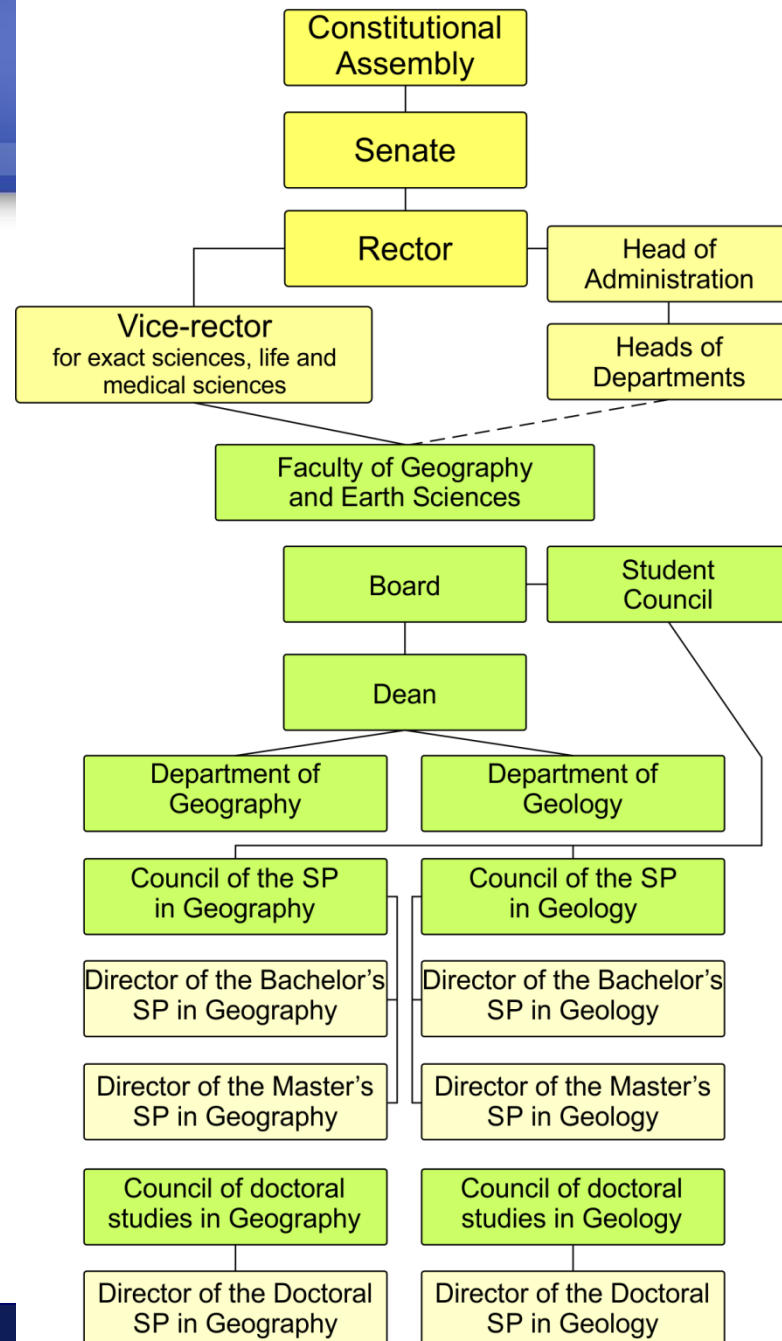 Constitutional
Assembly
Senate
Rector
Head of
Administration
Vice-rector
for exact sciences, life and
medical sciences
Heads of
Departments
Faculty of Geography
and Earth Sciences
Board
Student
Council
Dean
Department of
Geography
Department of
Geology
Council of the SP
in Geography
Council of the SP
in Geology
Director of the Bachelor's
SP in Geography
Director of the Bachelor's
SP in Geology
Director of the Master's
SP in Geography
Director of the Master's
SP in Geology
Council of doctoral
studies in Geography
Council of doctoral
studies in Geology
Director of the Doctoral
SP in Geography
Director of the Doctoral
SP in Geology